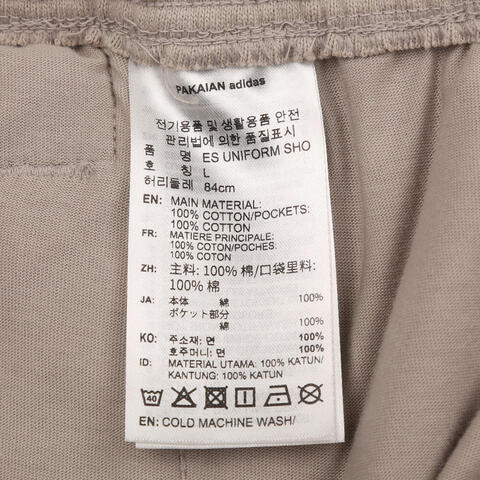 PAKAIAN adidas
전기용품 및 생활용품 안전
관리법에 의한 품질표시
품 명 ES UNIFORM SHO
호 칭 L
허리둘레 84cm
EN: MAIN MATERIAL:
100% COTTON/POCKETS:
100% COTTON
FR: MATIERE PRINCIPALE:
100% COTON/POCHES:
100% COTON
ZH: 主料: 100% 棉/口袋里料:
100% 棉
JA: 本体 綿 100%
ポケット部分
綿 100%
KO: 주소재: 면 100%
호주머니: 면 100%
ID: MATERIAL UTAMA: 100% KATUN/
KANTUNG: 100% KATUN
40
EN: COLD MACHINE WASH/